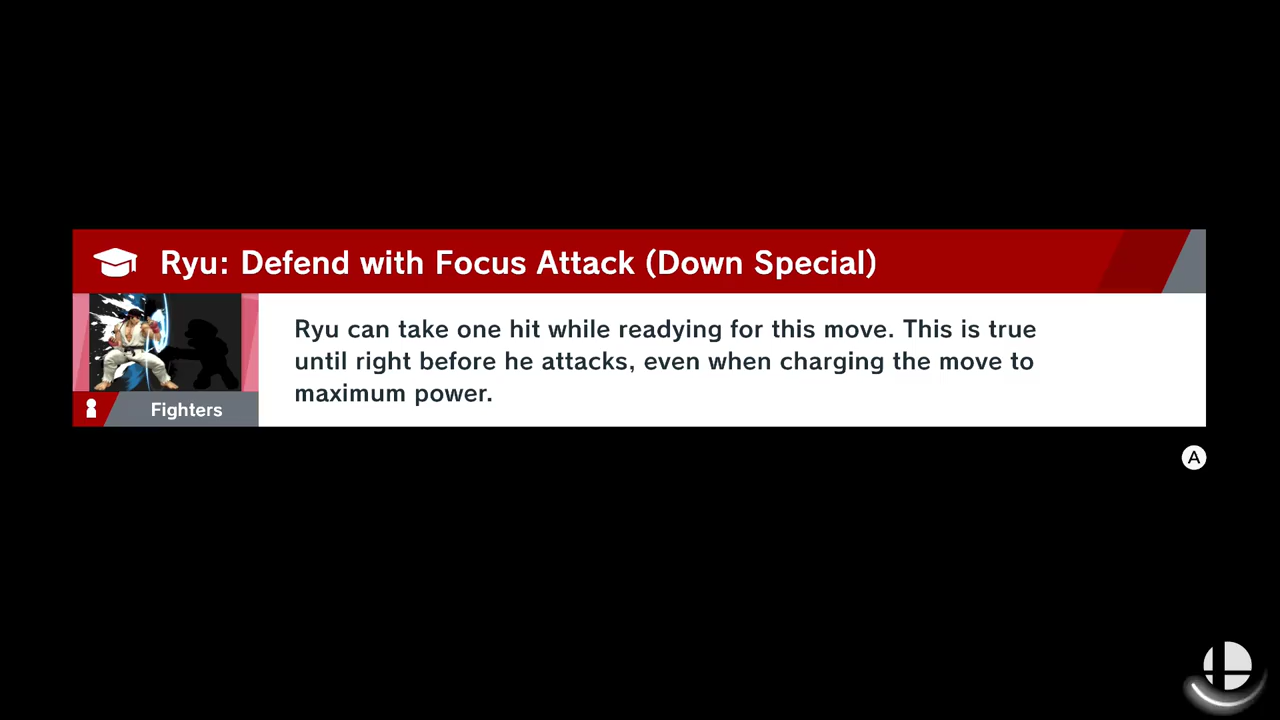 Ryu: Defend with Focus Attack (Down Special)
Ryu can take one hit while readying for this move. This is true
until right before he attacks, even when charging the move to
maximum power.
Fighters
A